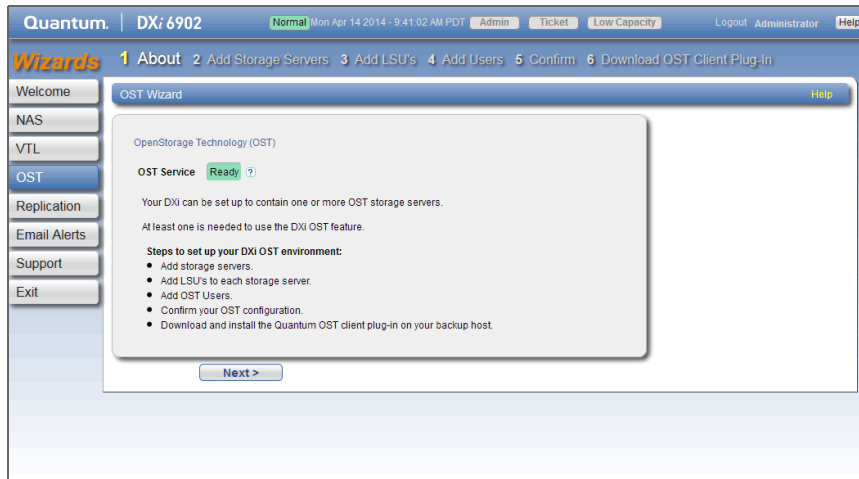 Quantum. DXi 6902 Normal Mon Apr 14 2014 - 9:41:02 AM PDT Admin Ticket Low Capacity Logout Administrator Help
Wizards 1 About 2 Add Storage Servers 3 Add LSU's 4 Add Users 5 Confirm 6 Download OST Client Plug-In
Welcome
NAS
VTL
OST
Replication
Email Alerts
Support
Exit
OST Wizard Help
OpenStorage Technology (OST)
OST Service Ready ?
Your DXi can be set up to contain one or more OST storage servers.
At least one is needed to use the DXi OST feature.
Steps to set up your DXi OST environment:
• Add storage servers.
• Add LSU's to each storage server.
• Add OST Users.
• Confirm your OST configuration.
• Download and install the Quantum OST client plug-in on your backup host.
Next >